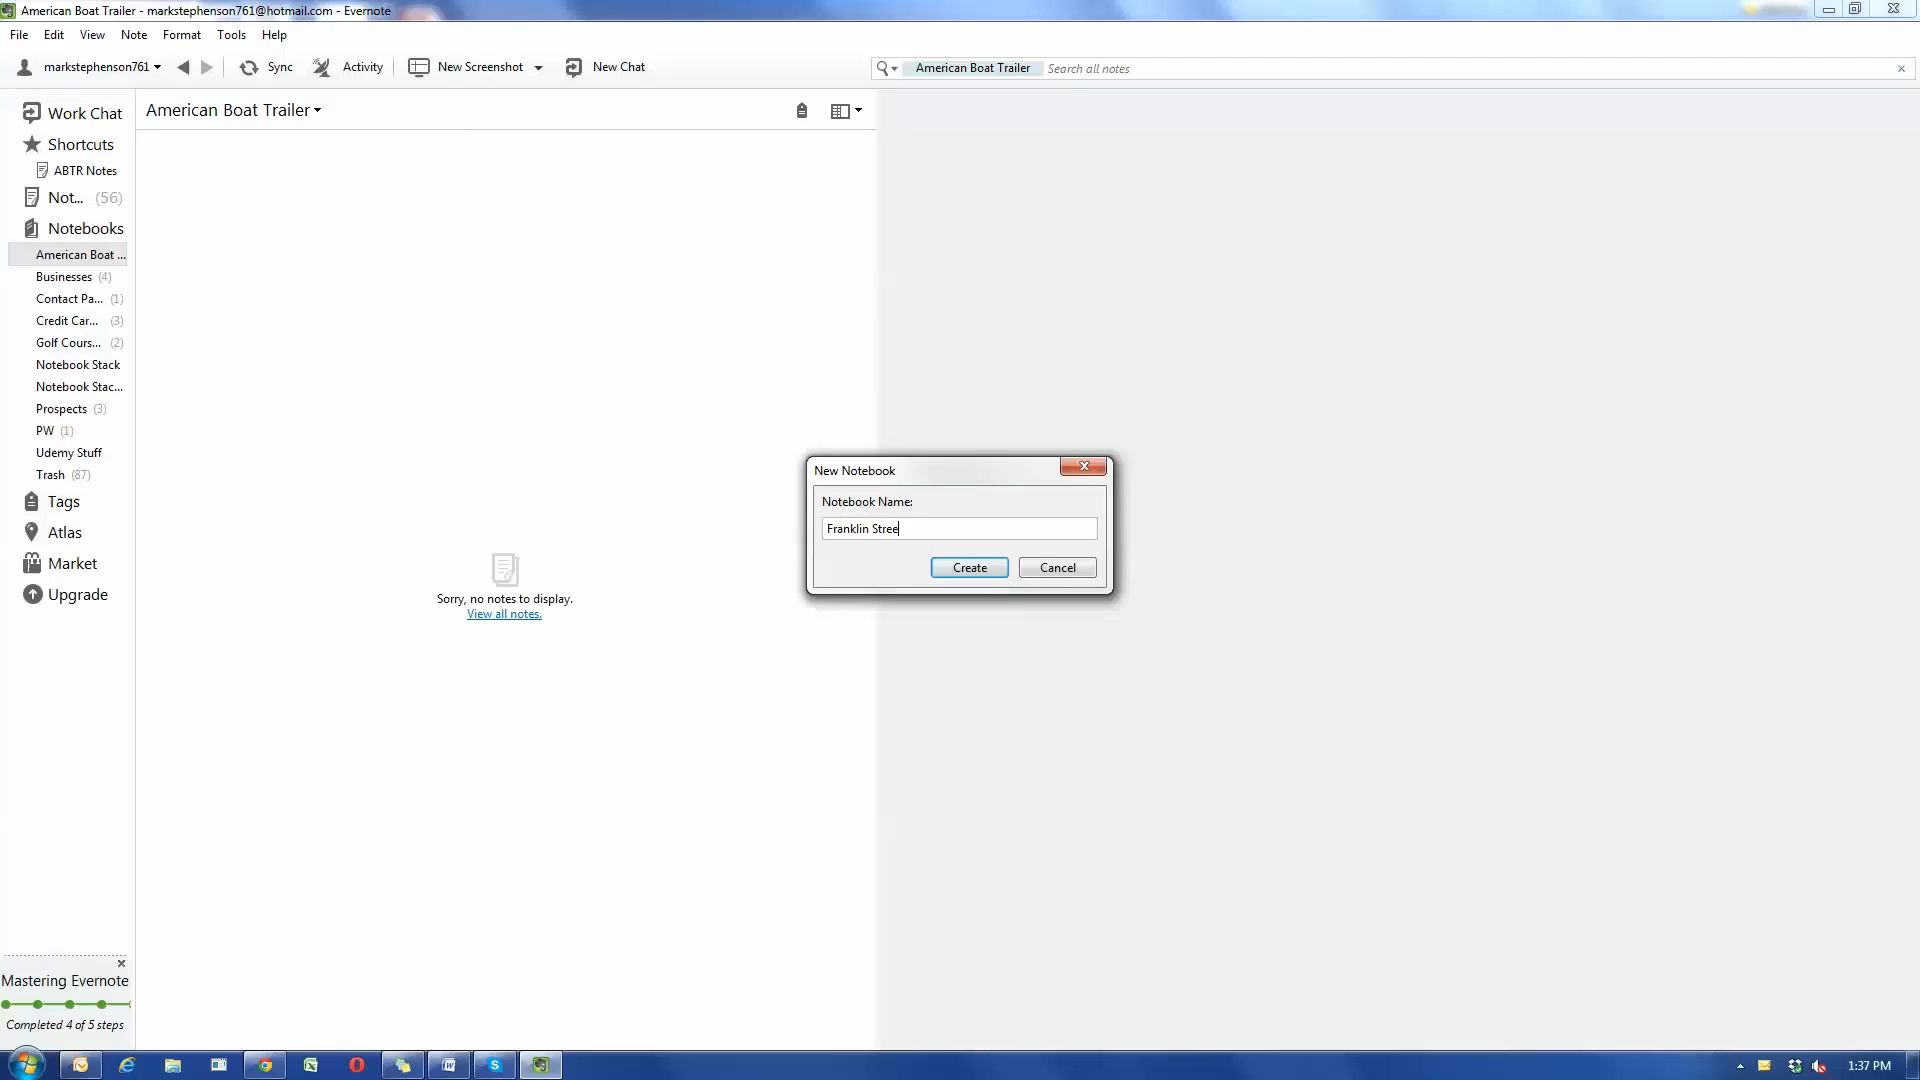 American Boat Trailer - markstephenson761@hotmail.com - Evernote
File Edit View Note Format Tools Help
markstephenson761 Sync Activity New Screenshot New Chat
American Boat Trailer Search all notes
Work Chat
Shortcuts
ABTR Notes
Not... (56)
Notebooks
American Boat ...
Businesses (4)
Contact Pa... (1)
Credit Car... (3)
Golf Cours... (2)
Notebook Stack
Notebook Stac...
Prospects (3)
PW (1)
Udemy Stuff
Trash (87)
Tags
Atlas
Market
Upgrade
Mastering Evernote
Completed 4 of 5 steps
American Boat Trailer
Sorry, no notes to display.
View all notes.
New Notebook
Notebook Name:
Franklin Stree
Create Cancel
1:37 PM